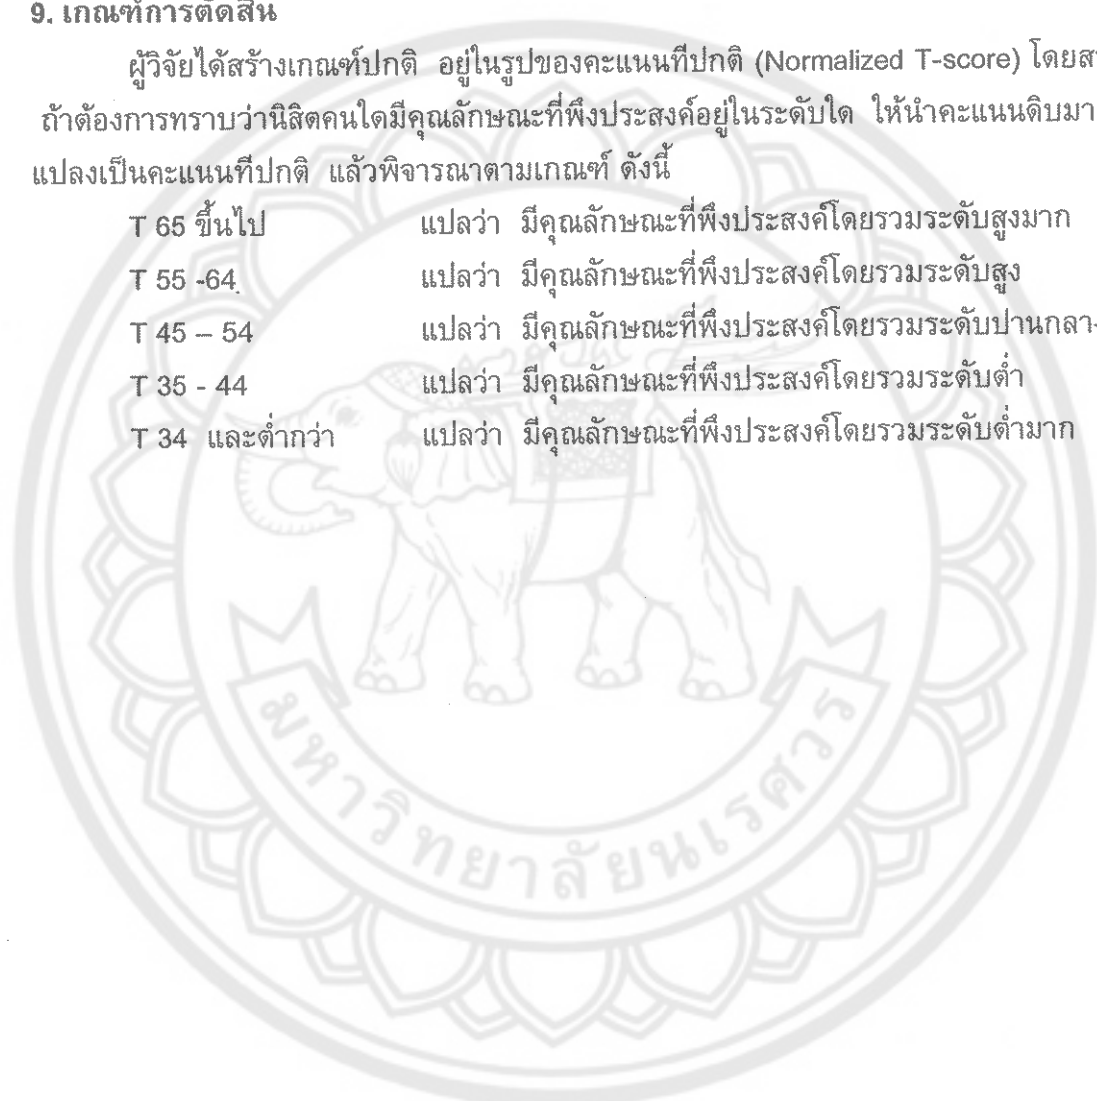 9. เกณฑ์การตัดสิน
ผู้วิจัยได้สร้างเกณฑ์ปกติ อยู่ในรูปของคะแนนทีปกติ (Normalized T-score)
ถ้าต้องการทราบว่านิสิตคนใดมีคุณลักษณะที่พึงประสงค์อยู่ในระดับใด ให้นำคะแนนดิบมา
แปลงเป็นคะแนนทีปกติ แล้วพิจารณาตามเกณฑ์ ดังนี้
T 65 ขึ้นไป แปลว่า มีคุณลักษณะที่พึงประสงค์โดยรวมระดับสูงมาก
T 55 -64 แปลว่า มีคุณลักษณะที่พึงประสงค์โดยรวมระดับสูง
T 45 – 54 แปลว่า มีคุณลักษณะที่พึงประสงค์โดยรวมระดับปานกลาง
T 35 - 44 แปลว่า มีคุณลักษณะที่พึงประสงค์โดยรวมระดับต่ำ
T 34 และต่ำกว่า แปลว่า มีคุณลักษณะที่พึงประสงค์โดยรวมระดับต่ำมาก
มหาวิทยาลัยนเรศวร